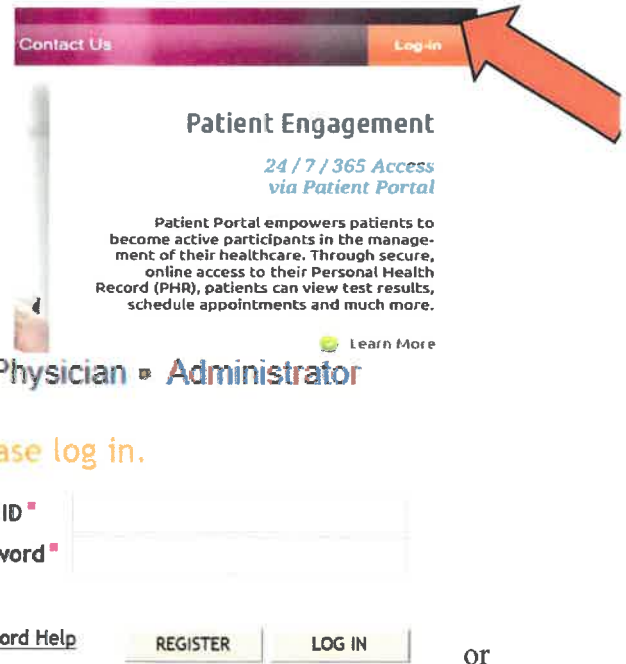 Contact Us
Log-in
Patient Engagement
24 / 7 / 365 Access
via Patient Portal
Patient Portal empowers patients to
become active participants in the manage-
ment of their healthcare. Through secure,
online access to their Personal Health
Record (PHR), patients can view test results,
schedule appointments and much more.
Learn More
Physician ▪ Administrator
ase log in.
ID
word
ord Help
REGISTER
LOG IN
or